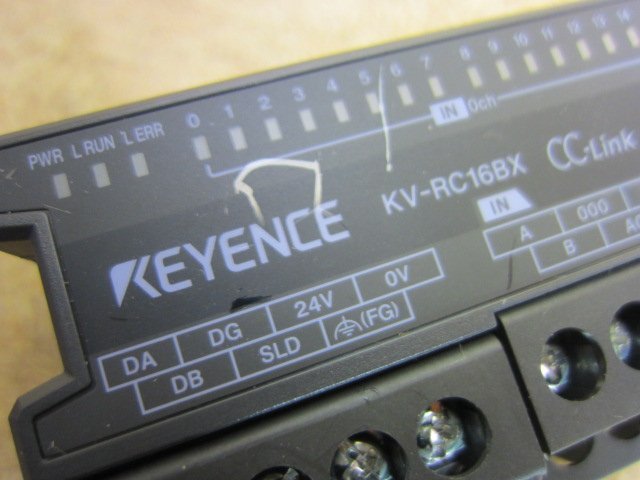 PWR L RUN L ERR 0 1 2 3 4 5 6 7 8 9 10 11 12 13 14
IN 0ch
KEYENCE KV-RC16BX CC-Link
IN
A 000
B
DA DG 24V 0V
DB SLD (FG)